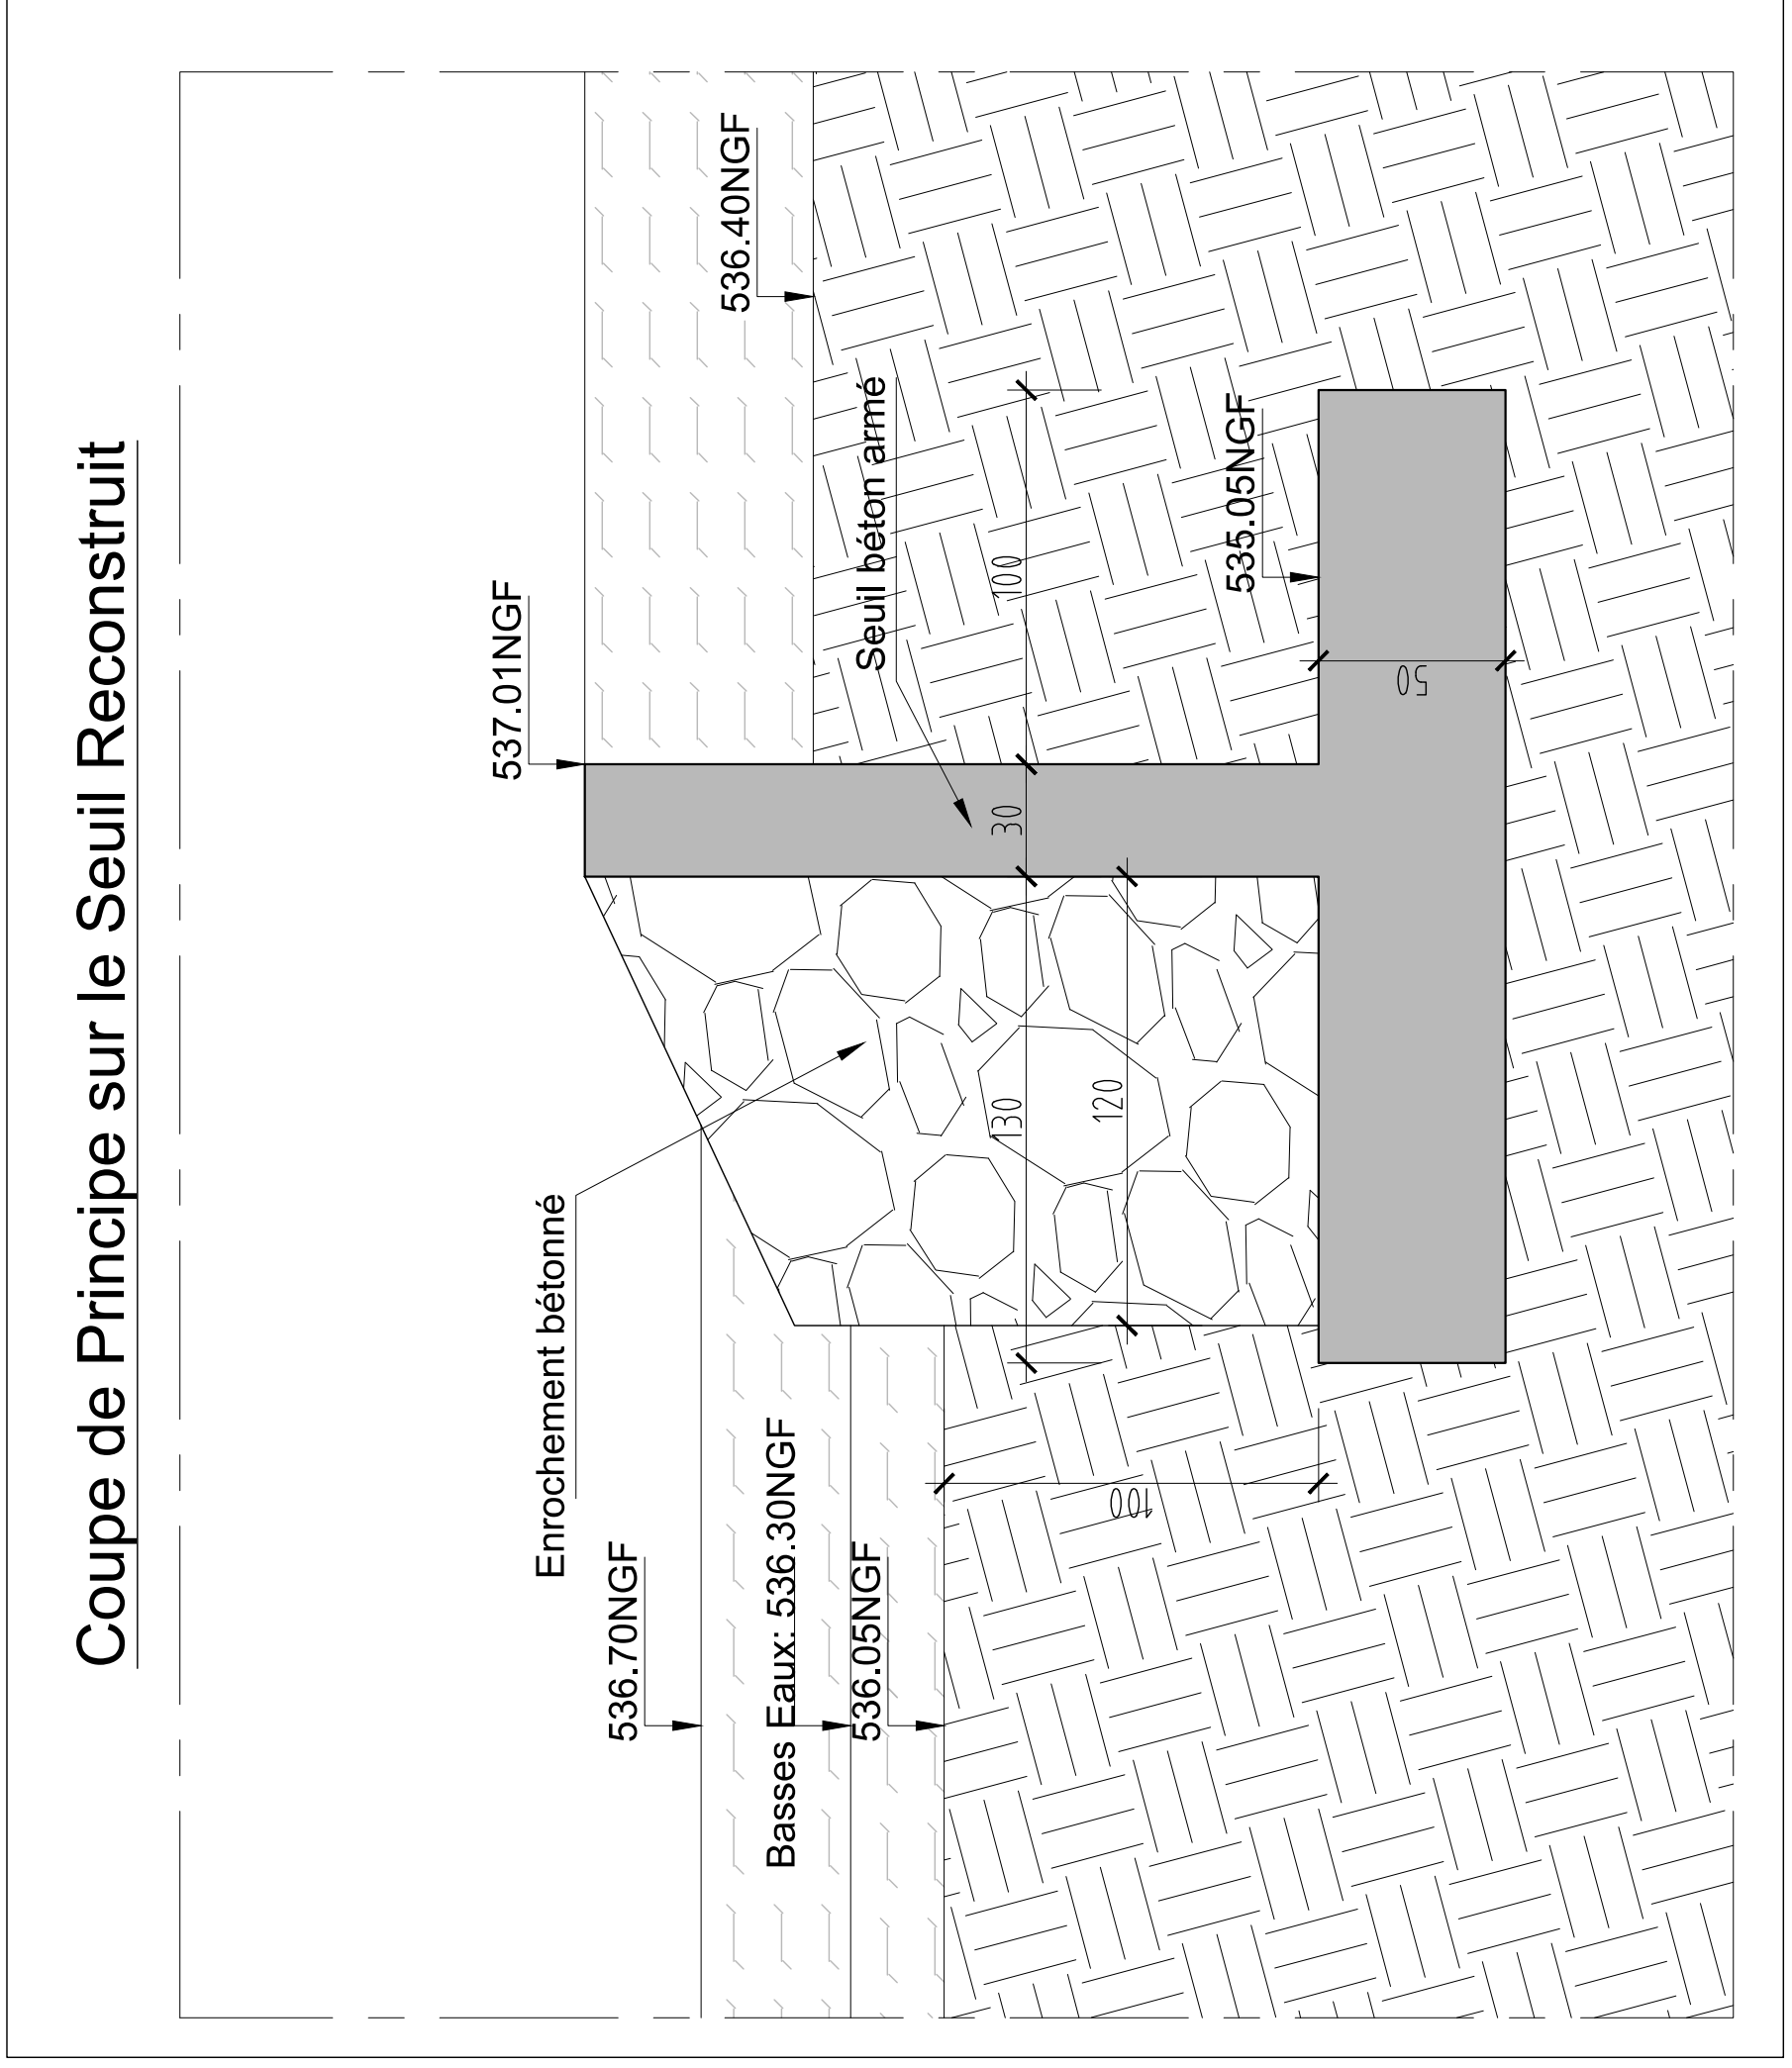 Coupe de Principe sur le Seuil Reconstruit
537.01NGF
536.40NGF
Enrochement bétonné
Seuil béton armé
536.70NGF
Basses Eaux: 536.30NGF
536.05NGF
130
30
100
120
535.05NGF
100
50